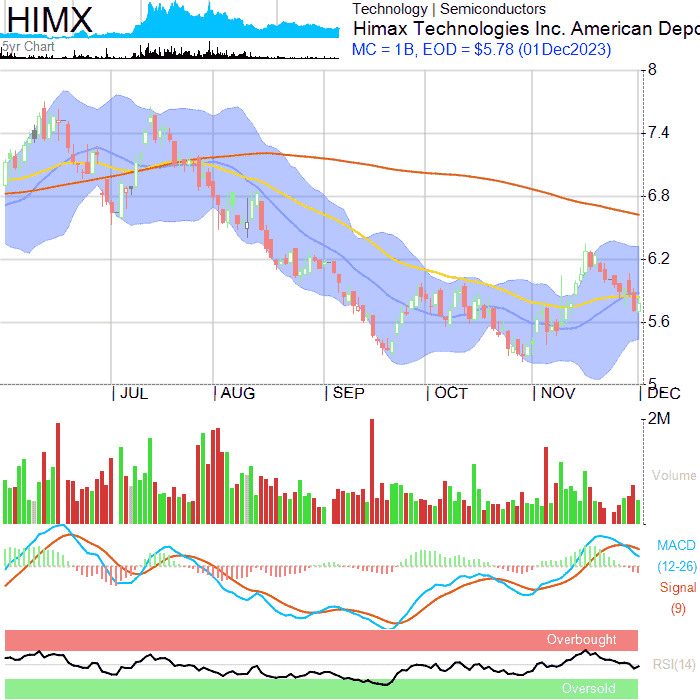 HIMX
5yr Chart
Technology | Semiconductors
Himax Technologies Inc. American Depo
MC = 1B, EOD = $5.78 (01Dec2023)
8
7.4
6.8
6.2
5.6
5
| JUL | AUG | SEP | OCT | NOV | DEC
2M
Volume
MACD
(12-26)
Signal
(9)
Overbought
RSI(14)
Oversold